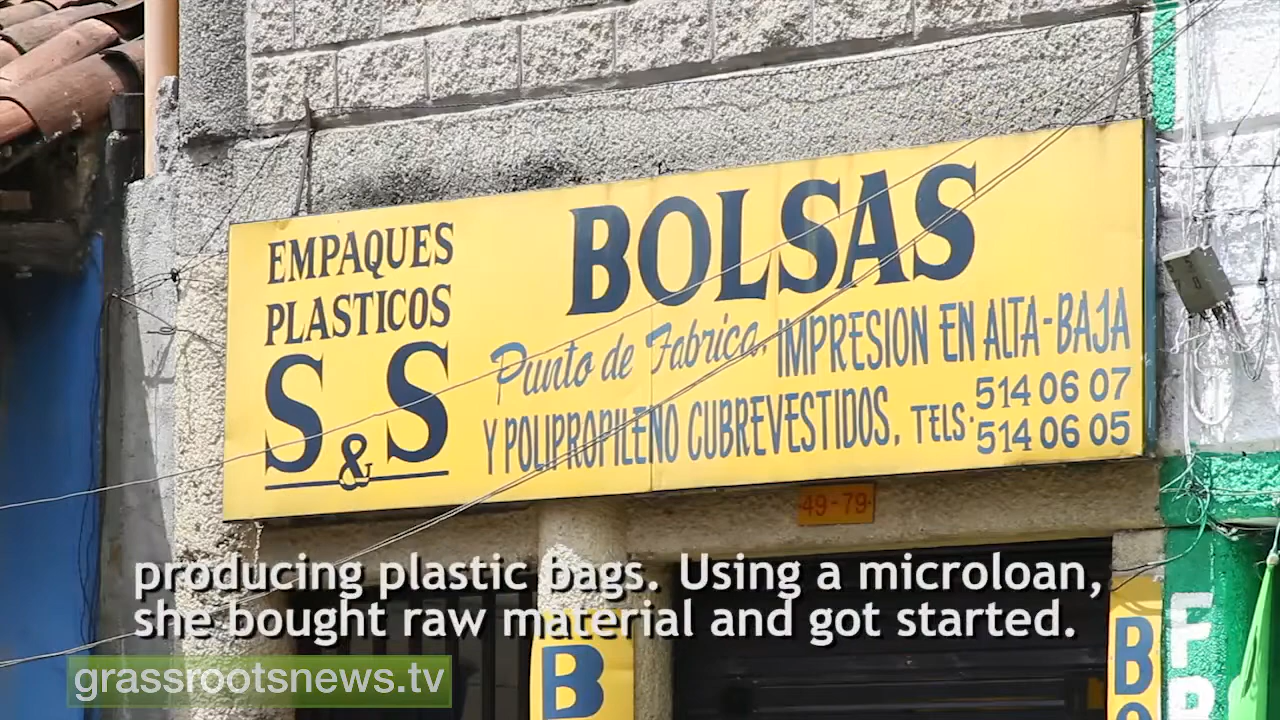 EMPAQUES
PLASTICOS
S & S
BOLSAS
Punto de Fabrica. IMPRESION EN ALTA-BAJA
Y POLIPROPILENO CUBREVESTIDOS. TELS: 514 06 07
514 06 05
49-79
producing plastic bags. Using a microloan,
she bought raw material and got started.
grassrootsnews.tv
B
B
F